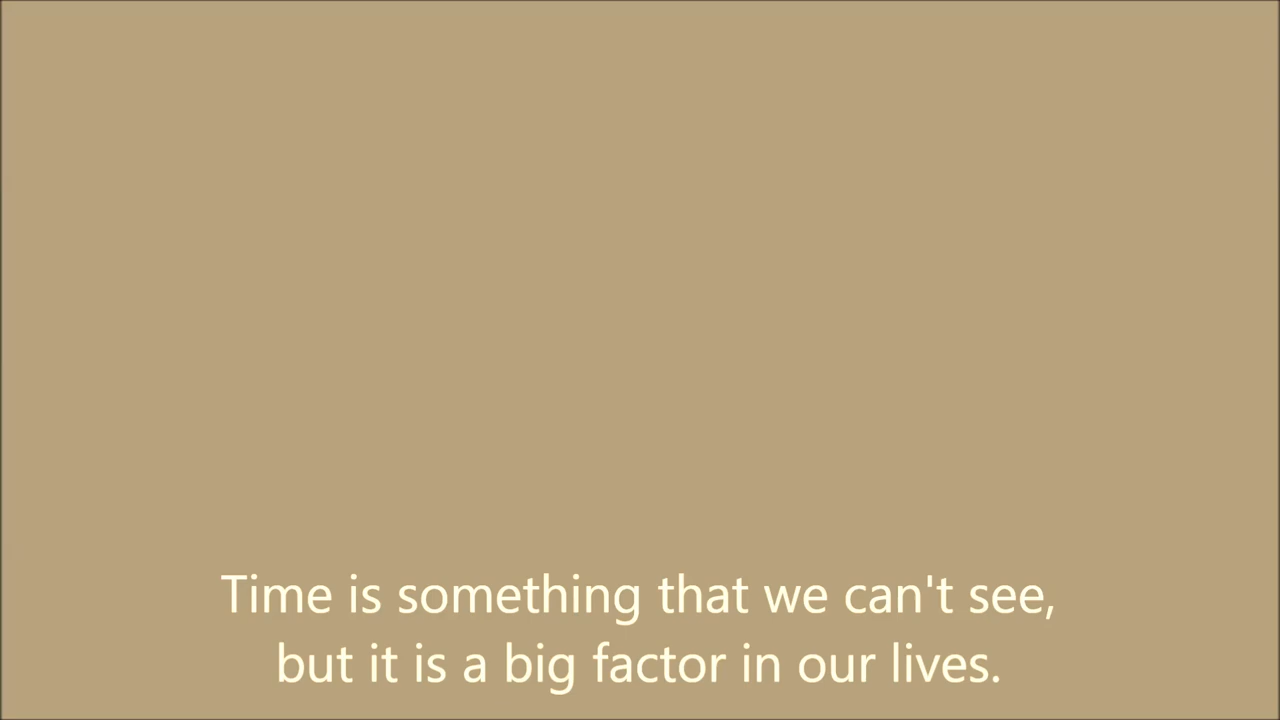 Time is something that we can't see,
but it is a big factor in our lives.